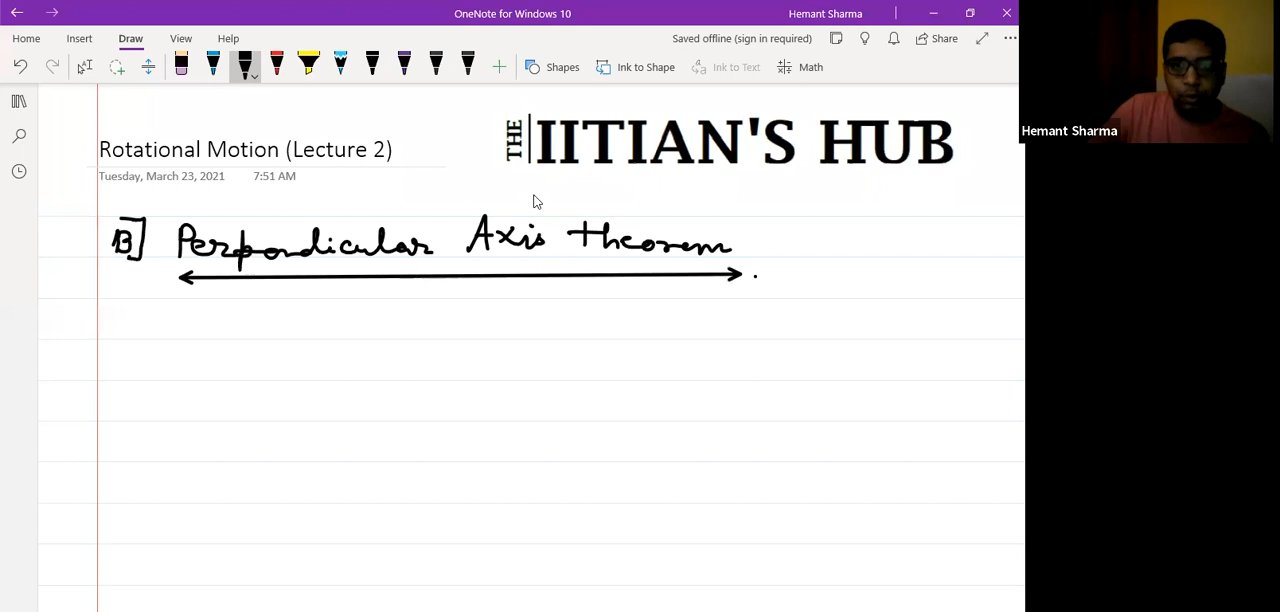 OneNote for Windows 10
Hemant Sharma
Home Insert Draw View Help
Saved offline (sign in required)
Share
Shapes
Ink to Shape
Ink to Text
Math
Hemant Sharma
THE IITIAN'S HUB
Rotational Motion (Lecture 2)
Tuesday, March 23, 2021 7:51 AM
B] Perpendicular Axis theorem